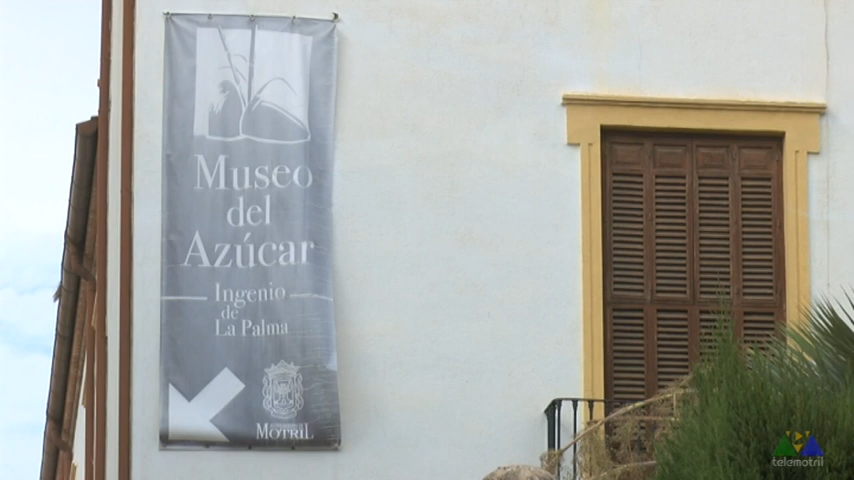 Museo
del
Azúcar
Ingenio
de
La Palma
MOTRIL
telemotril